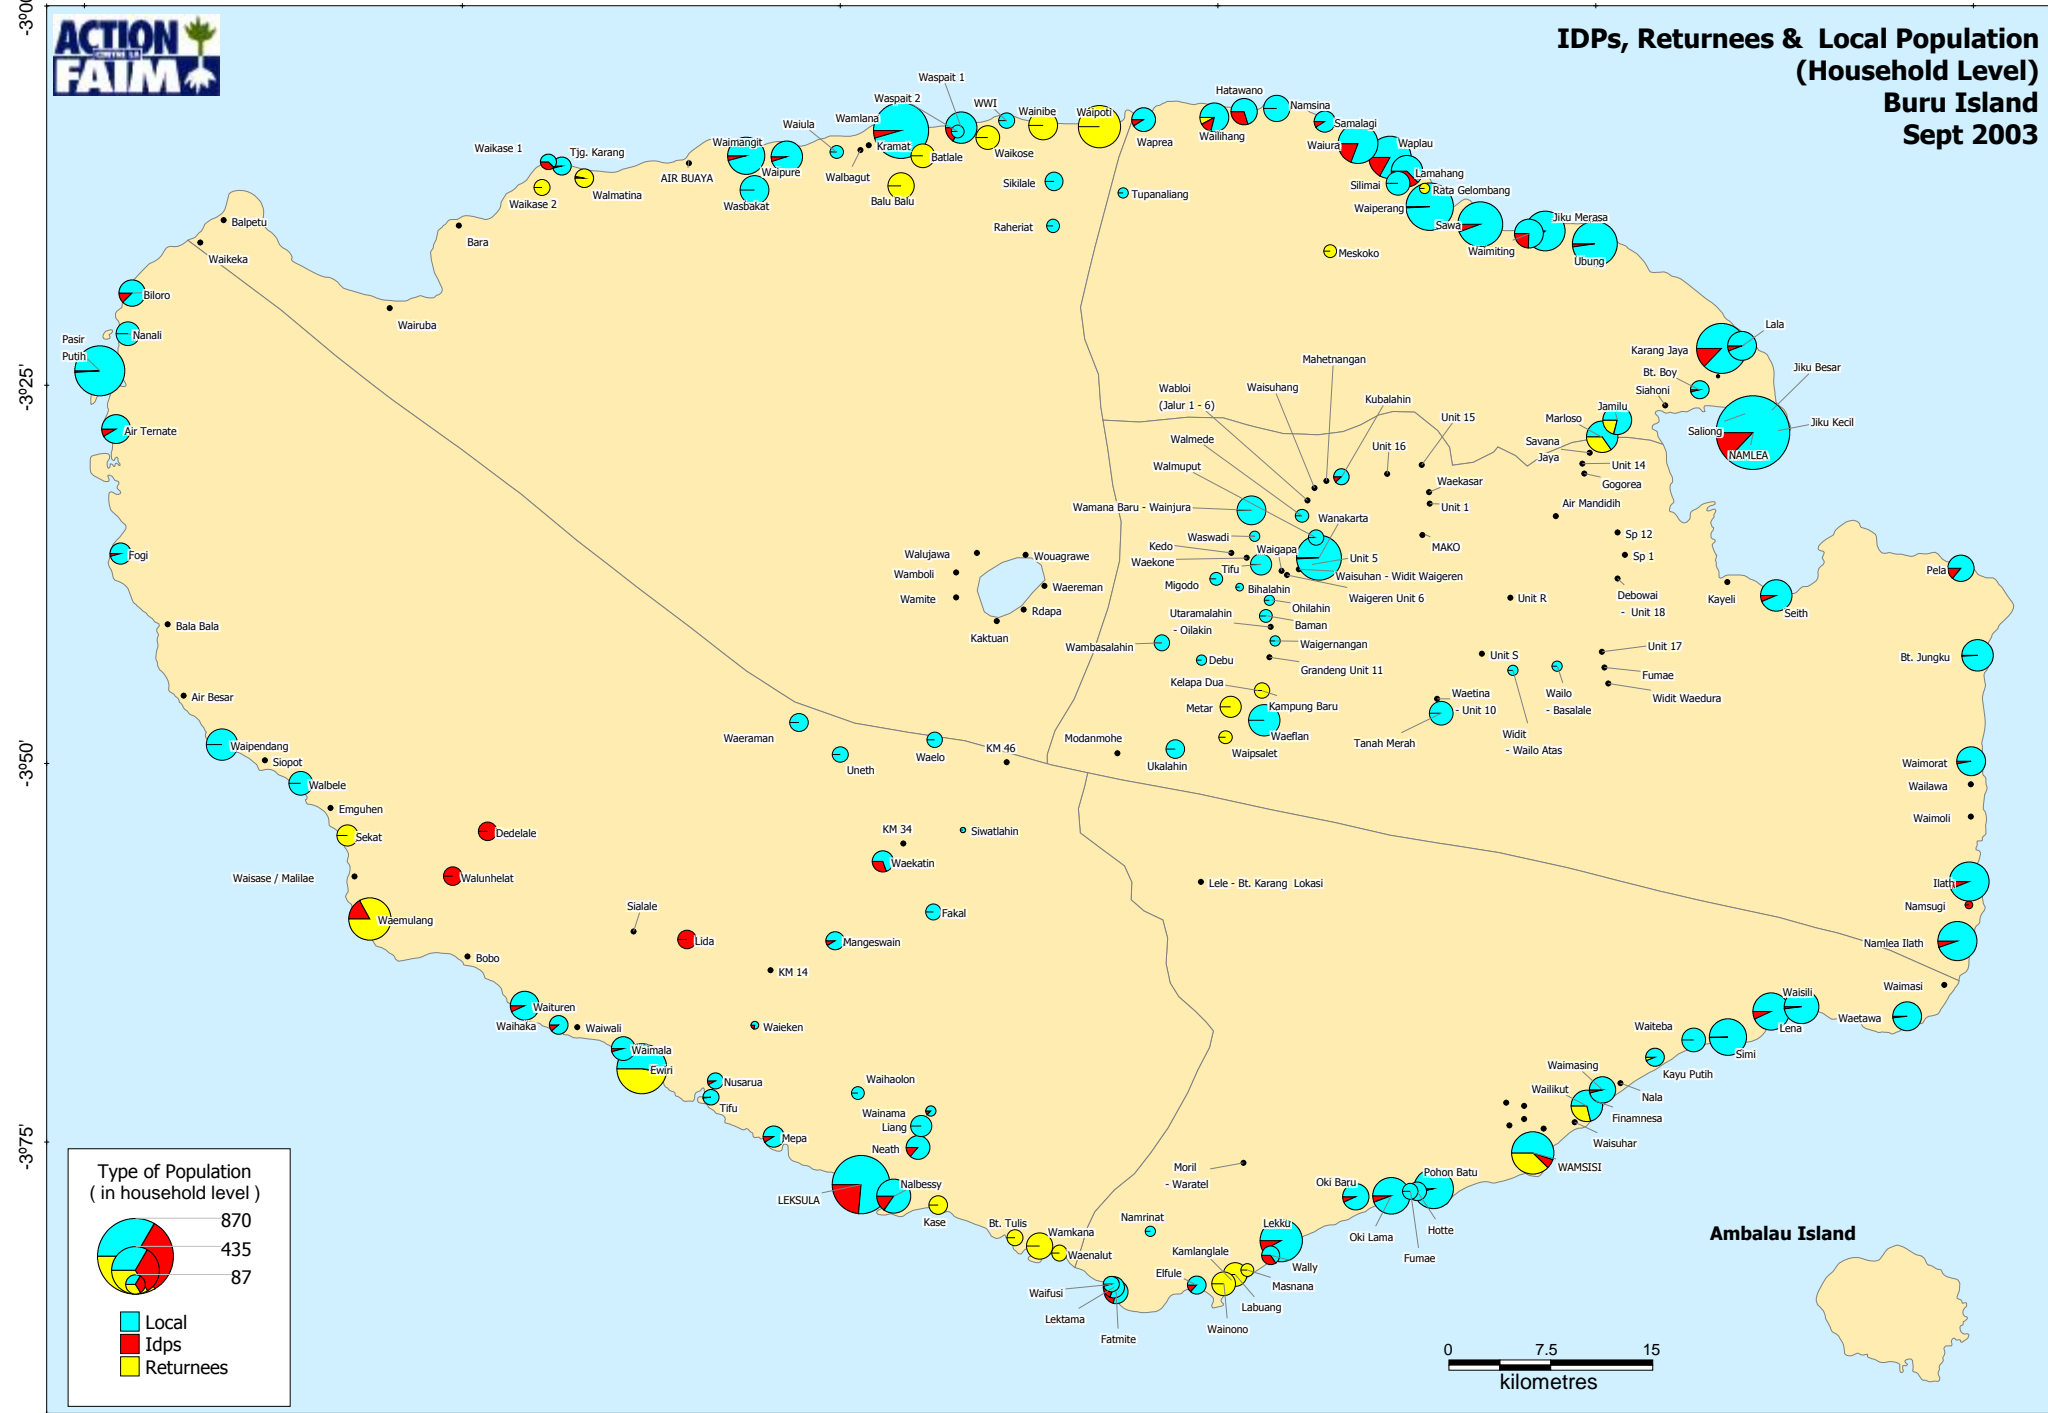 -3°00'
ACTION
CONTRE LA
FAIM
IDPs, Returnees &  Local Population
(Household Level)
Buru Island
Sept 2003
Waspait 1
Waspait 2
WWI
Wainibe
Waipoti
Hatawano
Namsina
Wamlana
Samalagi
Waiula
Kramat
Waprea
Wailihang
Waiura
Waplau
Waikase 1
Tjg. Karang
Waimangit
Waipure
Walbagut
Batlale
Waikose
AIR BUAYA
Lamahang
Silimai
Rata Gelombang
Waikase 2
Walmatina
Wasbakat
Balu Balu
Sikilale
Tupanaliang
Waiperang
Sawa
Jiku Merasa
Raheriat
Waimiting
Ubung
Meskoko
Balpetu
Waikeka
Bara
Biloro
Wairuba
Nanali
Pasir
Putih
Lala
Karang Jaya
-3°25'
Mahetnangan
Bt. Boy
Jiku Besar
Wabloi
(Jalur 1 - 6)
Waisuhang
Kubalahin
Siahoni
Unit 15
Jamilu
Marloso
Jiku Kecil
Air Ternate
Saliong
Walmede
Unit 16
Savana
Jaya
NAMLEA
Walmuput
Unit 14
Waekasar
Gogorea
Wamana Baru - Wainjura
Wanakarta
Unit 1
Air Mandidih
Waswadi
Sp 12
Fogi
Walujawa
Wouagrawe
Kedo
Waigapa
Unit 5
MAKO
Sp 1
Waekone
Tifu
Pela
Wamboli
Waereman
Migodo
Waisuhan - Widit Waigeren
Bihalahin
Waigeren Unit 6
Debowai
-  Unit 18
Kayeli
Wamite
Rdapa
Ohilahin
Unit R
Seith
Utaramalahin
- Oilakin
Baman
Bala Bala
Kaktuan
Wambasalahin
Waigernangan
Unit S
Unit 17
Bt. Jungku
Debu
Grandeng Unit 11
Fumae
Kelapa Dua
Waetina
- Unit 10
Wailo
- Basalale
Widit Waedura
Air Besar
Metar
Kampung Baru
Waeraman
Waeflan
Tanah Merah
Widit
- Wailo Atas
Waipendang
Modanmohe
Waipsalet
Siopot
Uneth
Waelo
KM 46
Ukalahin
Waimorat
-3°50'
Walbele
Wailawa
Emguhen
Waimoli
Sekat
Dedelale
KM 34
Siwatlahin
Waekatin
Waisase / Malilae
Walunhelat
Lele - Bt. Karang  Lokasi
Ilath
Namsugi
Waemulang
Sialale
Fakal
Lida
Mangeswain
Namlea Ilath
Bobo
KM 14
Waimasi
Waisili
Waituren
Waihaka
Waiwali
Waieken
Waiteba
Lena
Waetawa
Waimala
Simi
Ewiri
Waimasing
Kayu Putih
Nusarua
Tifu
Waihaolon
Wailikut
Nala
Wainama
Finamnesa
Liang
Mepa
Neath
Waisuhar
-3°75'
WAMSISI
Moril
- Waratel
Pohon Batu
Oki Baru
LEKSULA
Nalbessy
Kase
Bt. Tulis
Wamkana
Namrinat
Lekku
Oki Lama
Hotte
Waenalut
Kamlanglale
Fumae
Elfule
Wally
Waifusi
Masnana
Lektama
Labuang
Wainono
Fatmite
Ambalau Island
Type of Population
( in household level )
870
435
87
Local
Idps
Returnees
0 7.5 15
kilometres